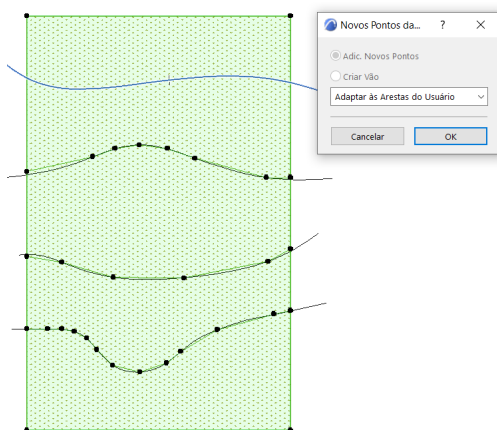 Novos Pontos da... ?
Adic. Novos Pontos
Criar Vão
Adaptar às Arestas do Usuário
Cancelar OK